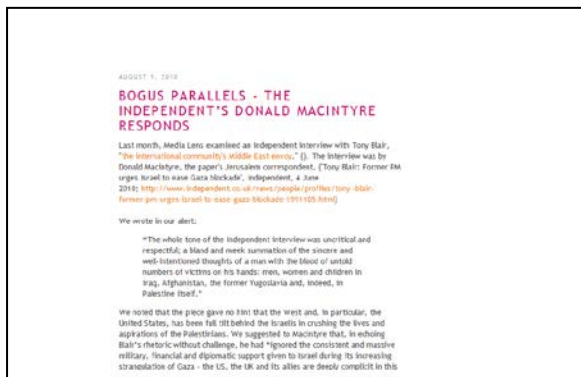 AUGUST 9, 2010
BOGUS PARALLELS - THE
INDEPENDENT'S DONALD MACINTYRE
RESPONDS
Last month, Media Lens examined an Independent interview with Tony Blair,
"the international community's Middle East envoy." (). The interview was by
Donald Macintyre, the paper's Jerusalem correspondent. ('Tony Blair: Former PM
urges Israel to ease Gaza blockade', Independent, 4 June
2010; http://www.independent.co.uk/news/people/profiles/tony-blair-
former-pm-urges-israel-to-ease-gaza-blockade-1991105.html)
We wrote in our alert:
"The whole tone of the Independent interview was uncritical and
respectful; a bland and meek summation of the sincere and
well-intentioned thoughts of a man with the blood of untold
numbers of victims on his hands: men, women and children in
Iraq, Afghanistan, the former Yugoslavia and, indeed, in
Palestine itself."
We noted that the piece gave no hint that the West and, in particular, the
United States, has been full tilt behind the Israelis in crushing the lives and
aspirations of the Palestinians. We suggested to Macintyre that, in echoing
Blair's rhetoric without challenge, he had "ignored the consistent and massive
military, financial and diplomatic support given to Israel during its increasing
strangulation of Gaza - the US, the UK and its allies are deeply complicit in this